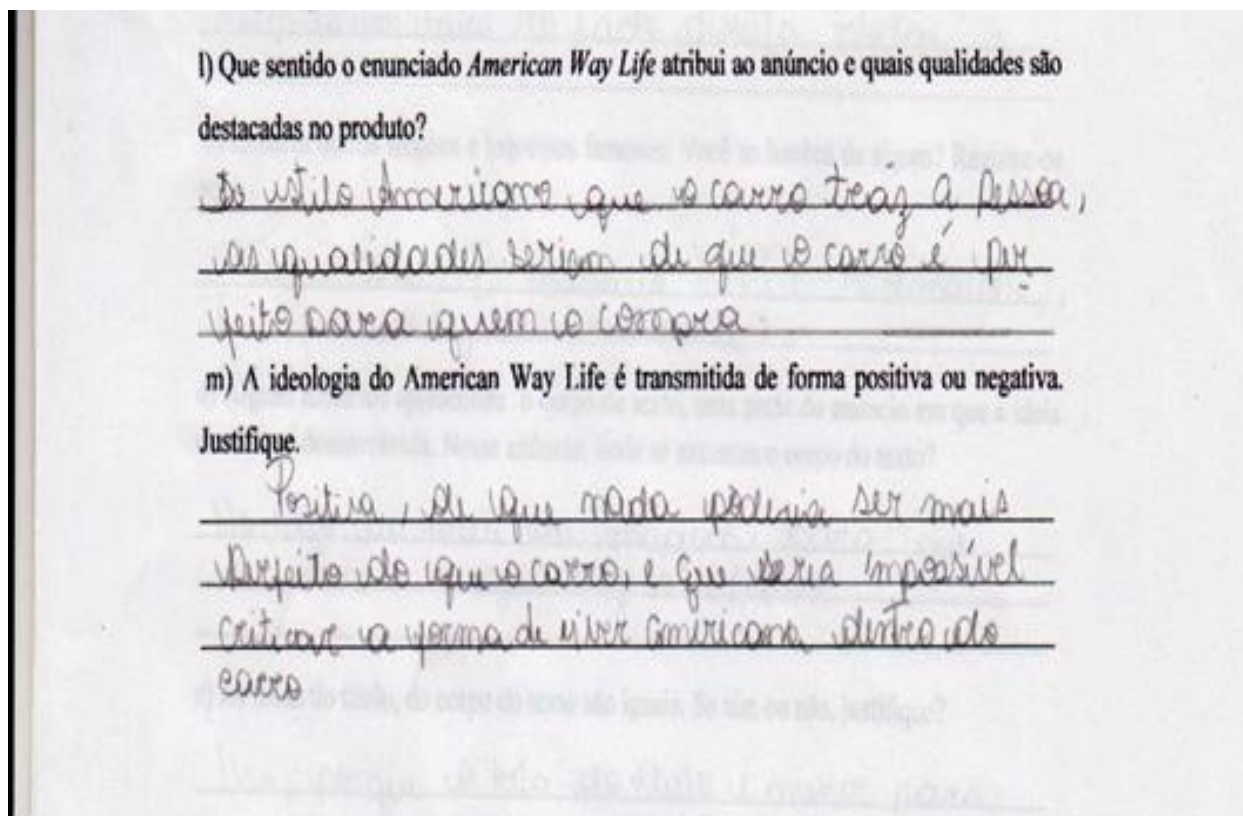 l) Que sentido o enunciado American Way Life atribui ao anúncio e quais qualidades são
destacadas no produto?
Do estilo Americano que o carro traz a Pessoa,
as qualidades seriam de que o carro é per
feito para quem o compra.
m) A ideologia do American Way Life é transmitida de forma positiva ou negativa.
Justifique.
Positiva, de que nada poderia ser mais
perfeito do que o carro, e que seria impossível
criticar a forma de viver americana dentro do
carro